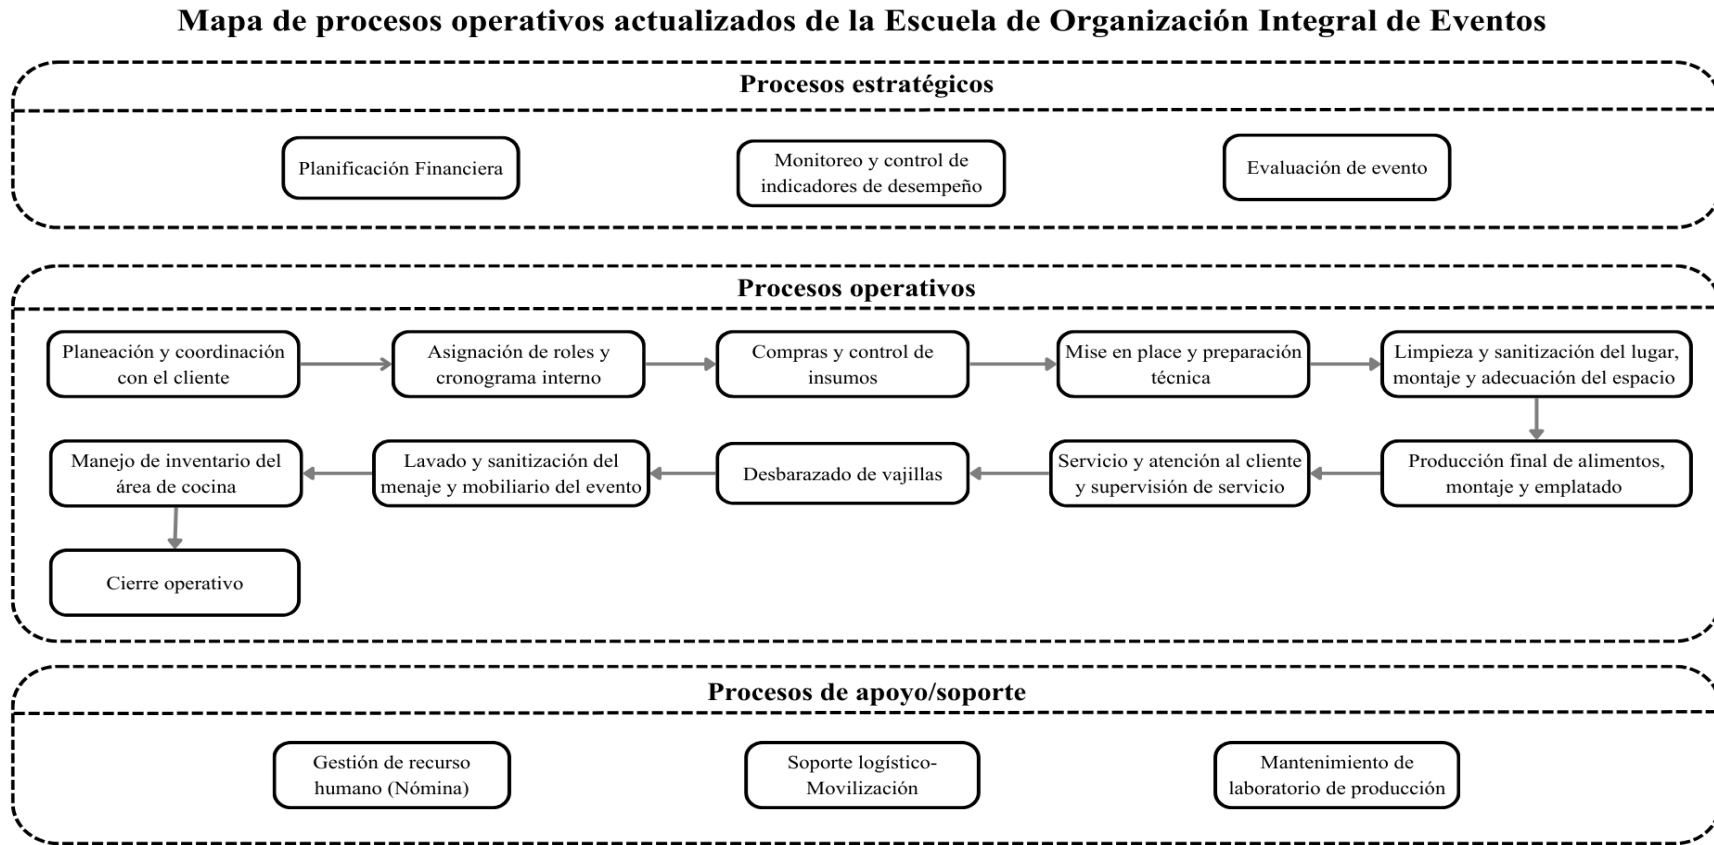 Mapa de procesos operativos actualizados de la Escuela de Organización Integral de Eventos
Procesos estratégicos
Planificación Financiera
Monitoreo y control de
indicadores de desempeño
Evaluación de evento
Procesos operativos
Planeación y coordinación
con el cliente
Asignación de roles y
cronograma interno
Compras y control de
insumos
Mise en place y preparación
técnica
Limpieza y sanitización del lugar,
montaje y adecuación del espacio
Producción final de alimentos,
montaje y emplatado
Servicio y atención al cliente
y supervisión de servicio
Desbarazado de vajillas
Lavado y sanitización del
menaje y mobiliario del evento
Manejo de inventario del
área de cocina
Cierre operativo
Procesos de apoyo/soporte
Gestión de recurso
humano (Nómina)
Soporte logístico-
Movilización
Mantenimiento de
laboratorio de producción